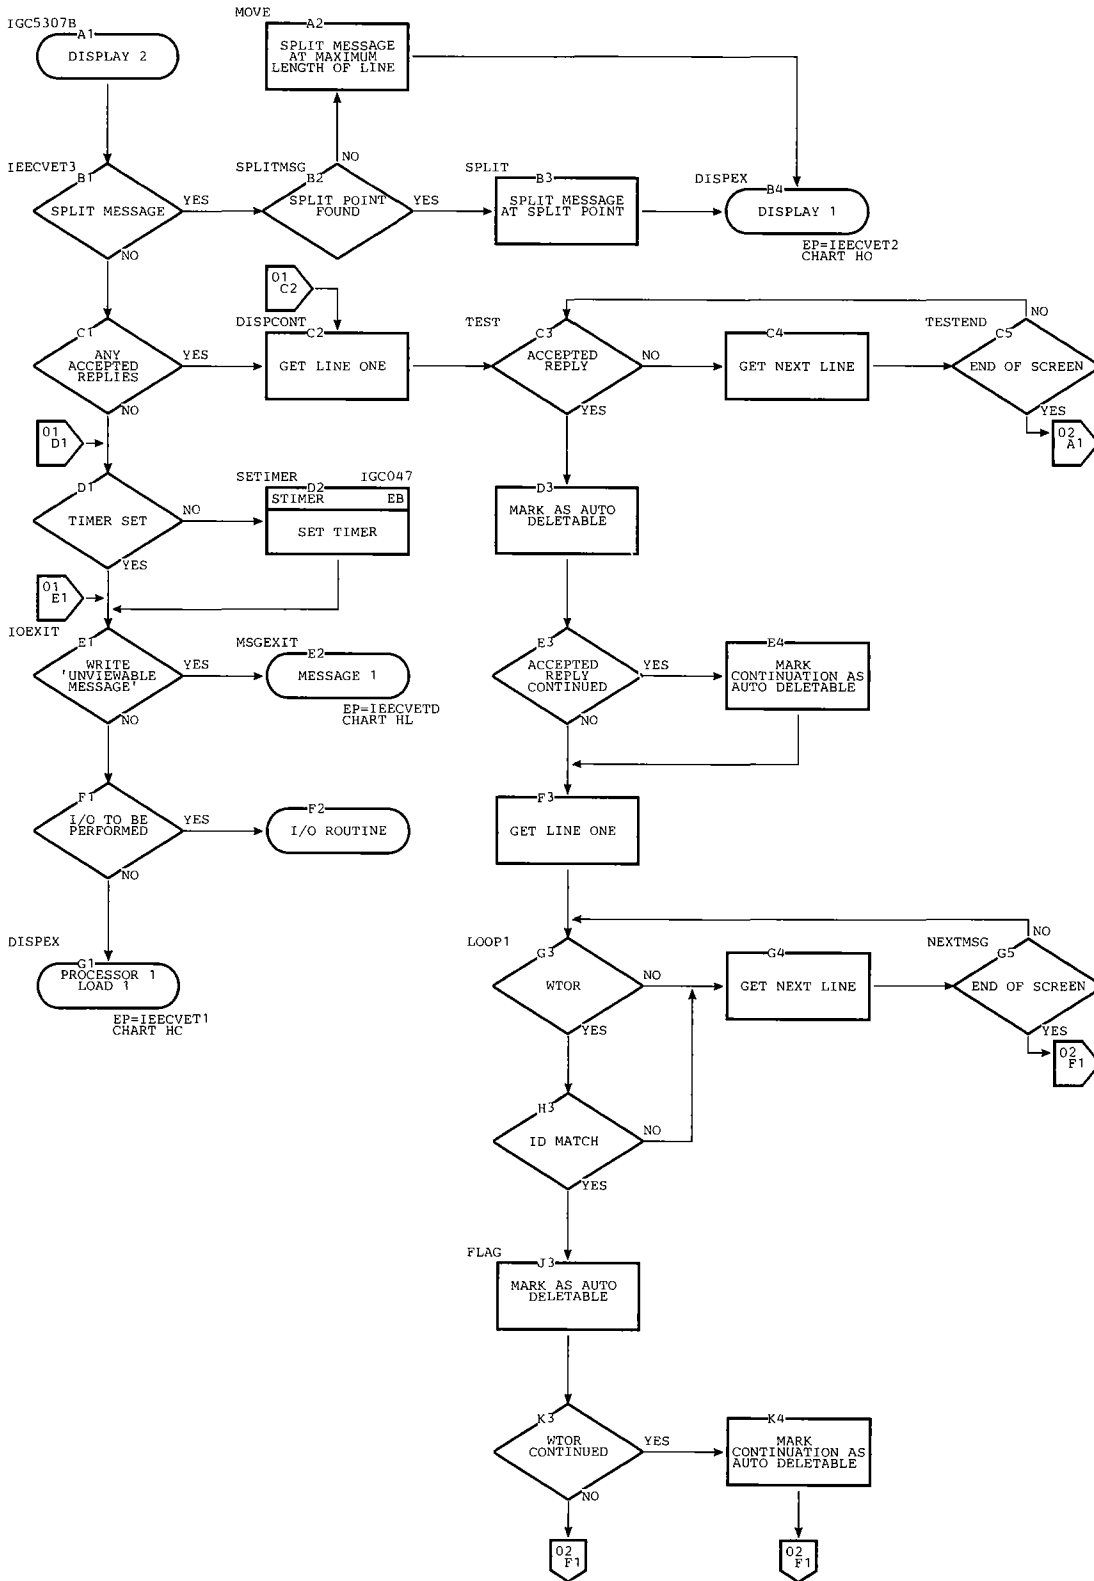 IGC5307B
A1
DISPLAY 2
MOVE
A2
SPLIT MESSAGE
AT MAXIMUM
LENGTH OF LINE
IEECVET3
B1
SPLIT MESSAGE
YES
NO
SPLITMSG
B2
SPLIT POINT
FOUND
NO
YES
SPLIT
B3
SPLIT MESSAGE
AT SPLIT POINT
DISPEX
B4
DISPLAY 1
EP=IEECVET2
CHART HO
01
C2
C1
ANY
ACCEPTED
REPLIES
YES
NO
DISPCONT
C2
GET LINE ONE
TEST
C3
ACCEPTED
REPLY
NO
YES
C4
GET NEXT LINE
TESTEND
C5
END OF SCREEN
NO
YES
02
A1
01
D1
D1
TIMER SET
NO
YES
SETIMER
IGC047
D2
STIMER
EB
SET TIMER
D3
MARK AS AUTO
DELETABLE
01
E1
IOEXIT
E1
WRITE
'UNVIEWABLE
MESSAGE'
YES
NO
MSGEXIT
E2
MESSAGE 1
EP=IEECVETD
CHART HL
E3
ACCEPTED
REPLY
CONTINUED
YES
NO
E4
MARK
CONTINUATION AS
AUTO DELETABLE
F1
I/O TO BE
PERFORMED
YES
NO
F2
I/O ROUTINE
F3
GET LINE ONE
DISPEX
G1
PROCESSOR 1
LOAD 1
EP=IEECVET1
CHART HC
LOOP1
G3
WTOR
NO
YES
G4
GET NEXT LINE
NEXTMSG
G5
END OF SCREEN
NO
YES
02
F1
H3
ID MATCH
NO
YES
FLAG
J3
MARK AS AUTO
DELETABLE
K3
WTOR
CONTINUED
YES
NO
K4
MARK
CONTINUATION AS
AUTO DELETABLE
02
F1
02
F1